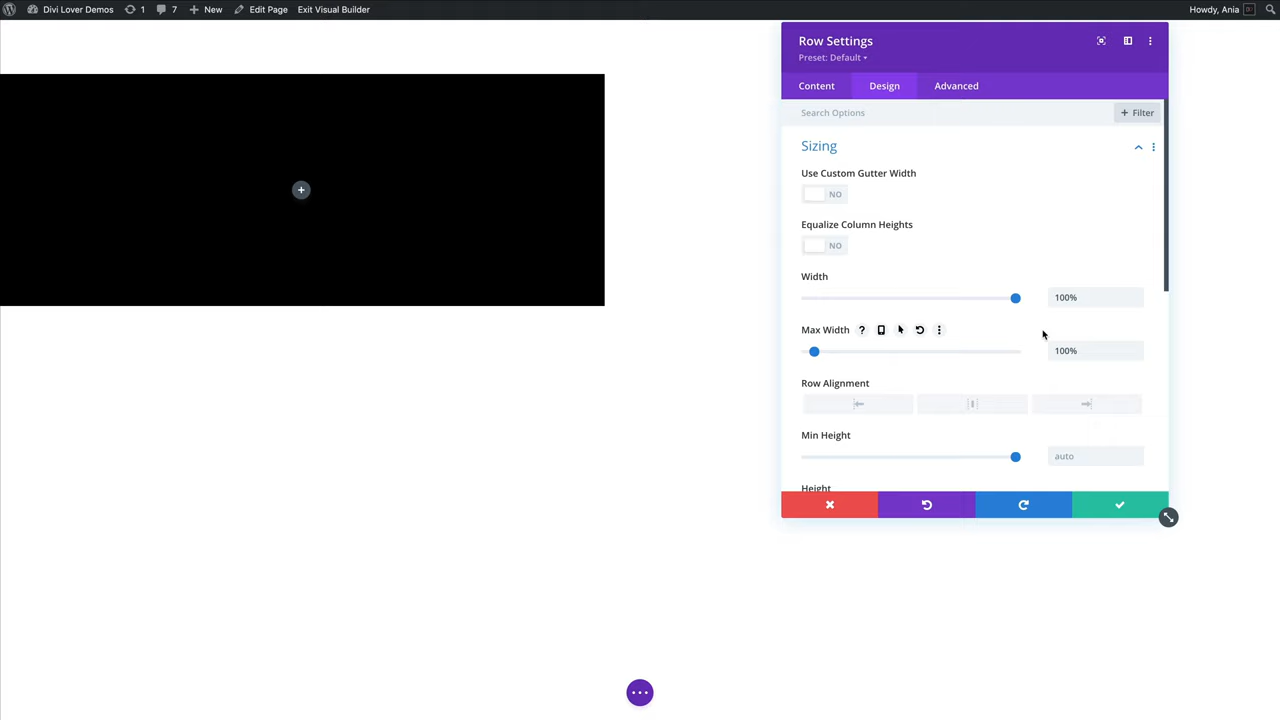 Divi Lover Demos 1 7 New Edit Page Exit Visual Builder Howdy, Ania
Row Settings
Preset: Default
Content Design Advanced
Search Options + Filter
Sizing
Use Custom Gutter Width
NO
Equalize Column Heights
NO
Width
100%
Max Width ?
100%
Row Alignment
Min Height
auto
Height